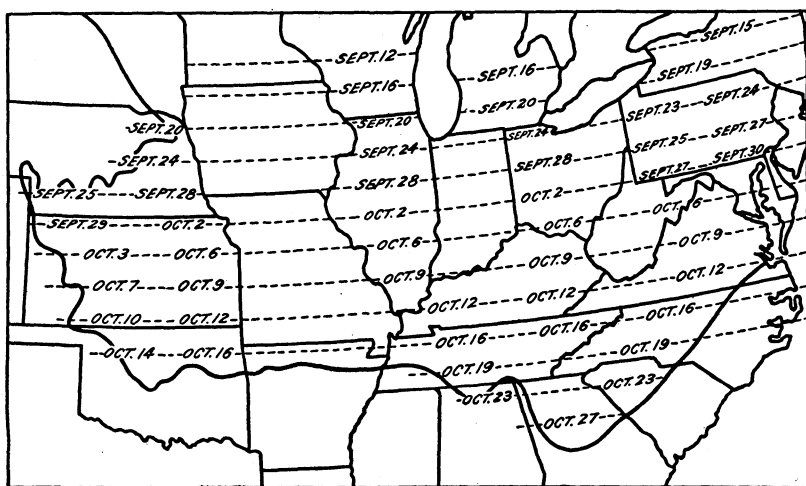 SEPT. 15
SEPT. 12
SEPT. 16
SEPT. 19
SEPT. 16
SEPT. 20
SEPT. 23
SEPT. 24
SEPT. 20
SEPT. 20
SEPT. 24
SEPT. 25
SEPT. 27
SEPT. 24
SEPT. 24
SEPT. 28
SEPT. 27
SEPT. 30
SEPT. 25
SEPT. 28
SEPT. 28
OCT. 2
OCT. 16
SEPT. 29
OCT. 2
OCT. 2
OCT. 6
OCT. 9
OCT. 3
OCT. 6
OCT. 6
OCT. 9
OCT. 12
OCT. 7
OCT. 9
OCT. 9
OCT. 12
OCT. 12
OCT. 16
OCT. 10
OCT. 12
OCT. 16
OCT. 16
OCT. 19
OCT. 14
OCT. 16
OCT. 19
OCT. 23
OCT. 23
OCT. 27